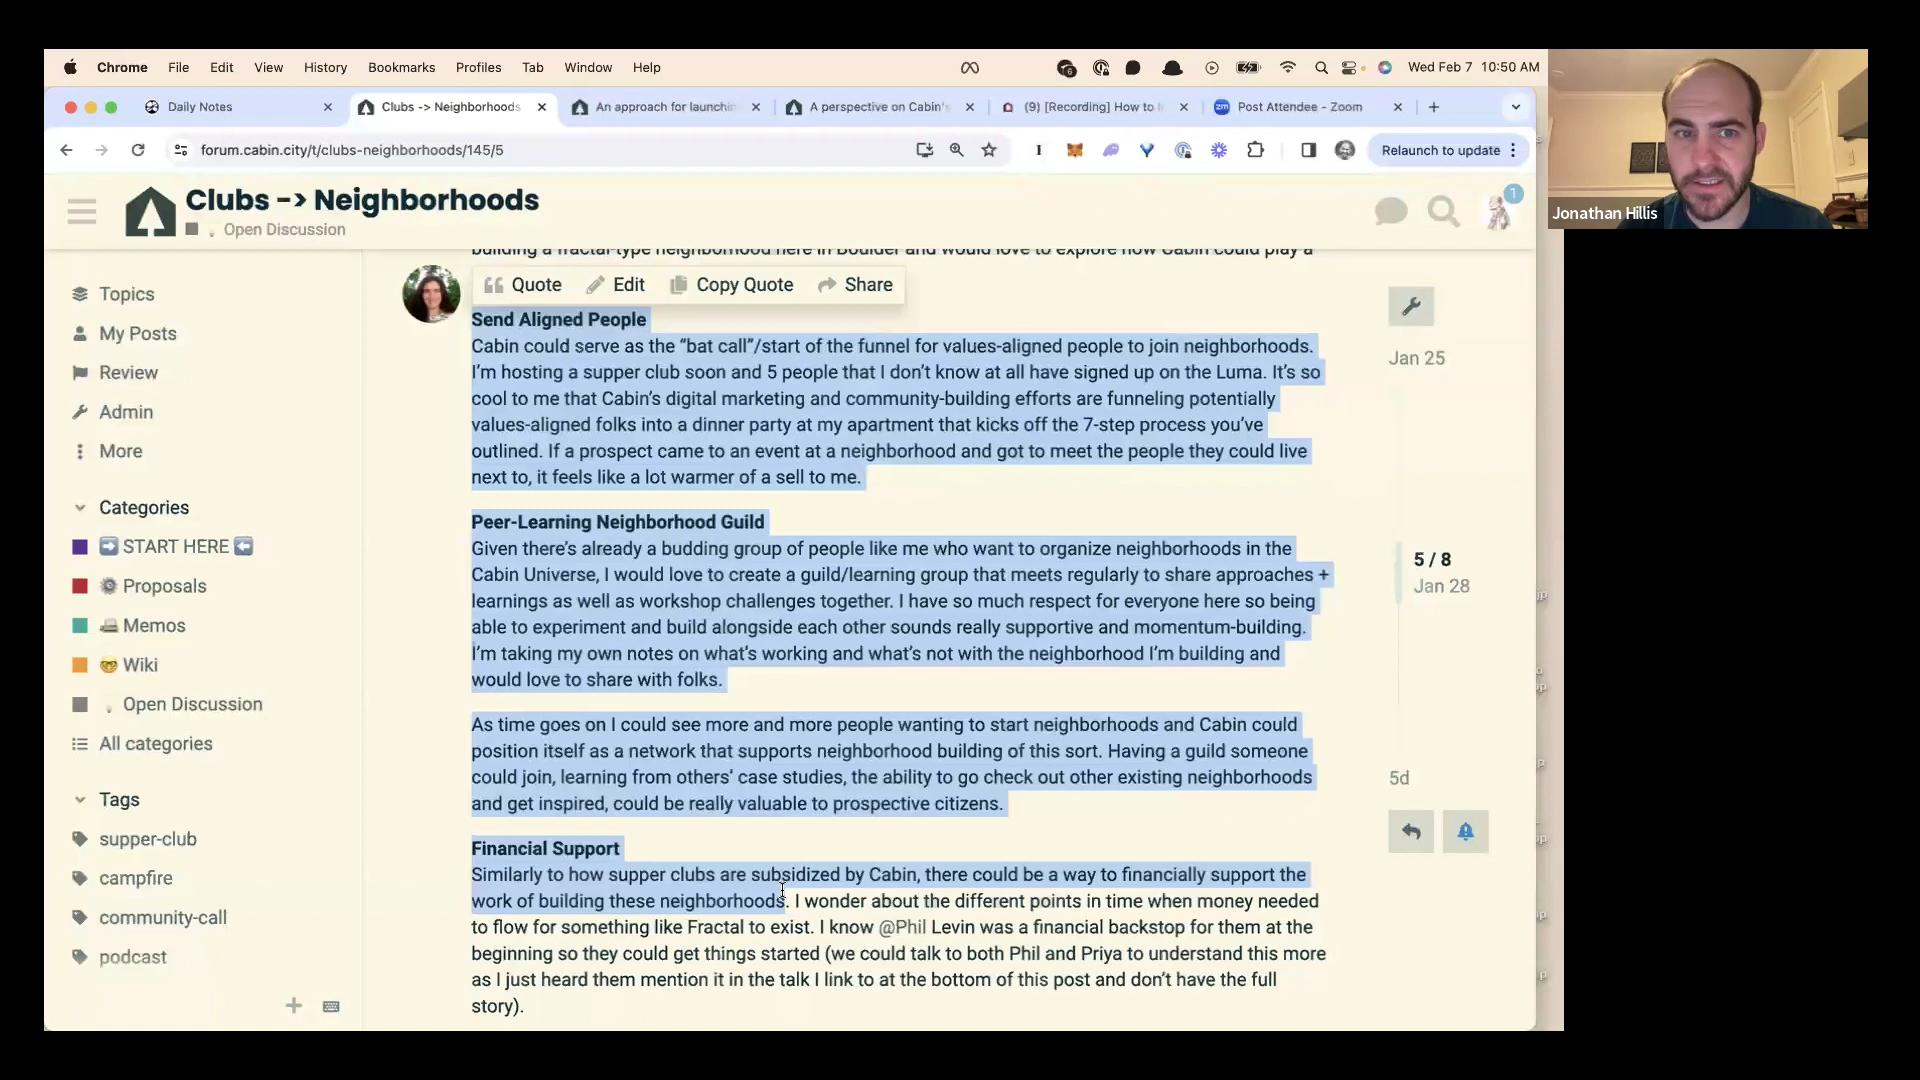 Chrome File Edit View History Bookmarks Profiles Tab Window Help Wed Feb 7 10:50 AM
Daily Notes Clubs -> Neighborhoods An approach for launchin A perspective on Cabin's (9) [Recording] How to Post Attendee - Zoom
forum.cabin.city/t/clubs-neighborhoods/145/5 Relaunch to update
Jonathan Hillis
Clubs -> Neighborhoods
Open Discussion
1
building a fractal-type neighborhood here in Boulder and would love to explore how Cabin could play a
Quote Edit Copy Quote Share
Topics
My Posts
Review
Admin
More
Categories
START HERE
Proposals
Memos
Wiki
Open Discussion
All categories
Tags
supper-club
campfire
community-call
podcast
Send Aligned People
Cabin could serve as the “bat call”/start of the funnel for values-aligned people to join neighborhoods.
I’m hosting a supper club soon and 5 people that I don’t know at all have signed up on the Luma. It’s so
cool to me that Cabin’s digital marketing and community-building efforts are funneling potentially
values-aligned folks into a dinner party at my apartment that kicks off the 7-step process you’ve
outlined. If a prospect came to an event at a neighborhood and got to meet the people they could live
next to, it feels like a lot warmer of a sell to me.
Peer-Learning Neighborhood Guild
Given there’s already a budding group of people like me who want to organize neighborhoods in the
Cabin Universe, I would love to create a guild/learning group that meets regularly to share approaches +
learnings as well as workshop challenges together. I have so much respect for everyone here so being
able to experiment and build alongside each other sounds really supportive and momentum-building.
I’m taking my own notes on what’s working and what’s not with the neighborhood I’m building and
would love to share with folks.
As time goes on I could see more and more people wanting to start neighborhoods and Cabin could
position itself as a network that supports neighborhood building of this sort. Having a guild someone
could join, learning from others’ case studies, the ability to go check out other existing neighborhoods
and get inspired, could be really valuable to prospective citizens.
Financial Support
Similarly to how supper clubs are subsidized by Cabin, there could be a way to financially support the
work of building these neighborhoods. I wonder about the different points in time when money needed
to flow for something like Fractal to exist. I know @Phil Levin was a financial backstop for them at the
beginning so they could get things started (we could talk to both Phil and Priya to understand this more
as I just heard them mention it in the talk I link to at the bottom of this post and don’t have the full
story).
Jan 25
5 / 8
Jan 28
5d